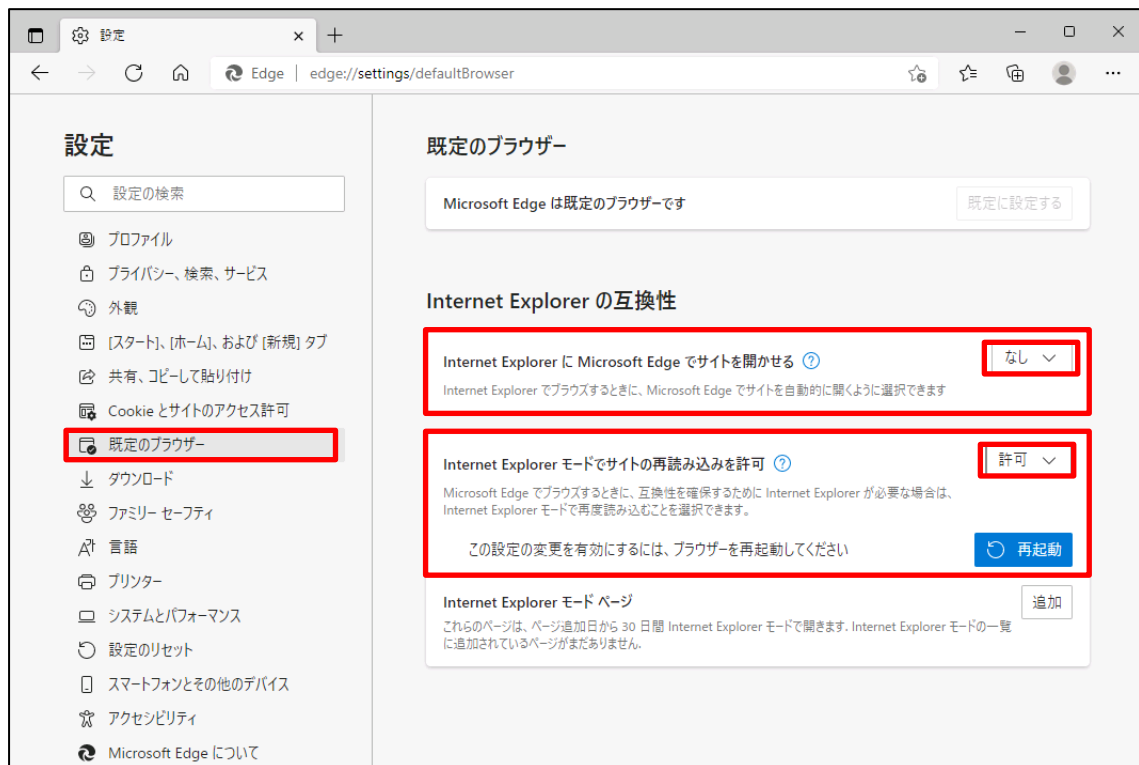 設定
Edge
edge://settings/defaultBrowser
設定
設定の検索
プロファイル
プライバシー、検索、サービス
外観
[スタート]、[ホーム]、および [新規] タブ
共有、コピーして貼り付け
Cookie とサイトのアクセス許可
既定のブラウザー
ダウンロード
ファミリー セーフティ
言語
プリンター
システムとパフォーマンス
設定のリセット
スマートフォンとその他のデバイス
アクセシビリティ
Microsoft Edge について
既定のブラウザー
Microsoft Edge は既定のブラウザーです
既定に設定する
Internet Explorer の互換性
Internet Explorer に Microsoft Edge でサイトを開かせる
なし
Internet Explorer でブラウズするときに、Microsoft Edge でサイトを自動的に開くように選択できます
Internet Explorer モードでサイトの再読み込みを許可
許可
Microsoft Edge でブラウズするときに、互換性を確保するために Internet Explorer が必要な場合は、
Internet Explorer モードで再度読み込むことを選択できます。
この設定の変更を有効にするには、ブラウザーを再起動してください
再起動
Internet Explorer モード ページ
追加
これらのページは、ページ追加日から 30 日間 Internet Explorer モードで開きます. Internet Explorer モードの一覧
に追加されているページがまだありません.